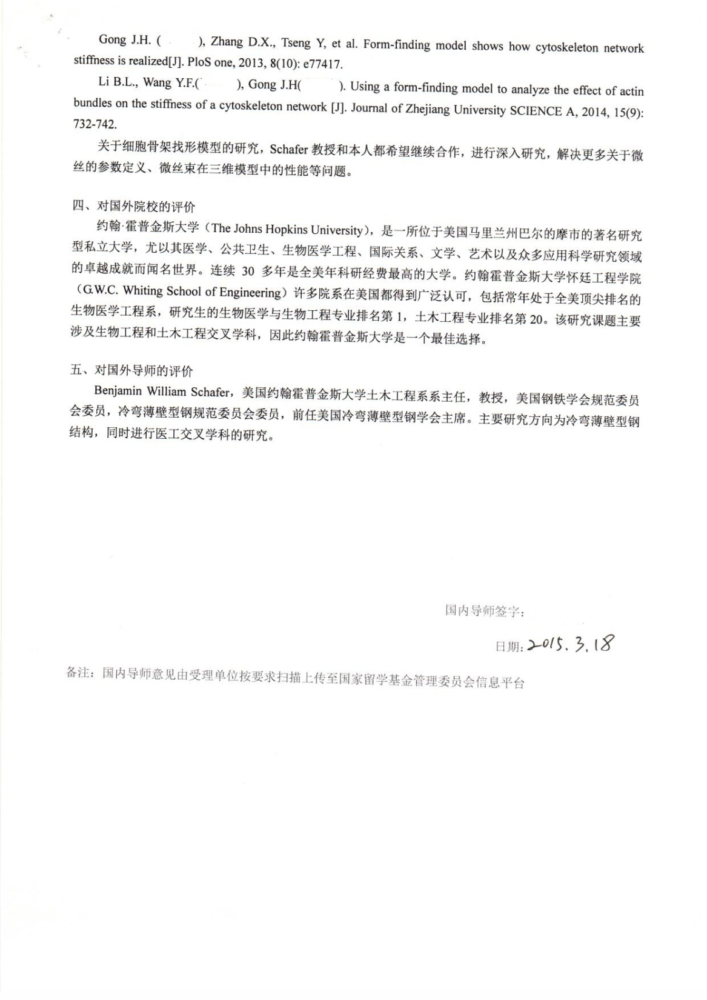 Gong J.H. ( ), Zhang D.X., Tseng Y, et al. Form-finding model shows how cytoskeleton network
stiffness is realized[J]. PloS one, 2013, 8(10): e77417.
Li B.L., Wang Y.F.( ), Gong J.H( ). Using a form-finding model to analyze the effect of actin
bundles on the stiffness of a cytoskeleton network [J]. Journal of Zhejiang University SCIENCE A, 2014, 15(9):
732-742.
关于细胞骨架找形模型的研究，Schafer 教授和本人都希望继续合作，进行深入研究，解决更多关于微
丝的参数定义、微丝束在三维模型中的性能等问题。
四、对国外院校的评价
约翰·霍普金斯大学（The Johns Hopkins University），是一所位于美国马里兰州巴尔的摩市的著名研究
型私立大学，尤以其医学、公共卫生、生物医学工程、国际关系、文学、艺术以及众多应用科学研究领域
的卓越成就而闻名世界。连续 30 多年是全美年科研经费最高的大学。约翰霍普金斯大学怀廷工程学院
（G.W.C. Whiting School of Engineering）许多院系在美国都得到广泛认可，包括常年处于全美顶尖排名的
生物医学工程系，研究生的生物医学与生物工程专业排名第 1，土木工程专业排名第 20。该研究课题主要
涉及生物工程和土木工程交叉学科，因此约翰霍普金斯大学是一个最佳选择。
五、对国外导师的评价
Benjamin William Schafer，美国约翰霍普金斯大学土木工程系系主任，教授，美国钢铁学会规范委员
会委员，冷弯薄壁型钢规范委员会委员，前任美国冷弯薄壁型钢学会主席。主要研究方向为冷弯薄壁型钢
结构，同时进行医工交叉学科的研究。
国内导师签字：
日期：2015.3.18
备注：国内导师意见由受理单位按要求扫描上传至国家留学基金管理委员会信息平台